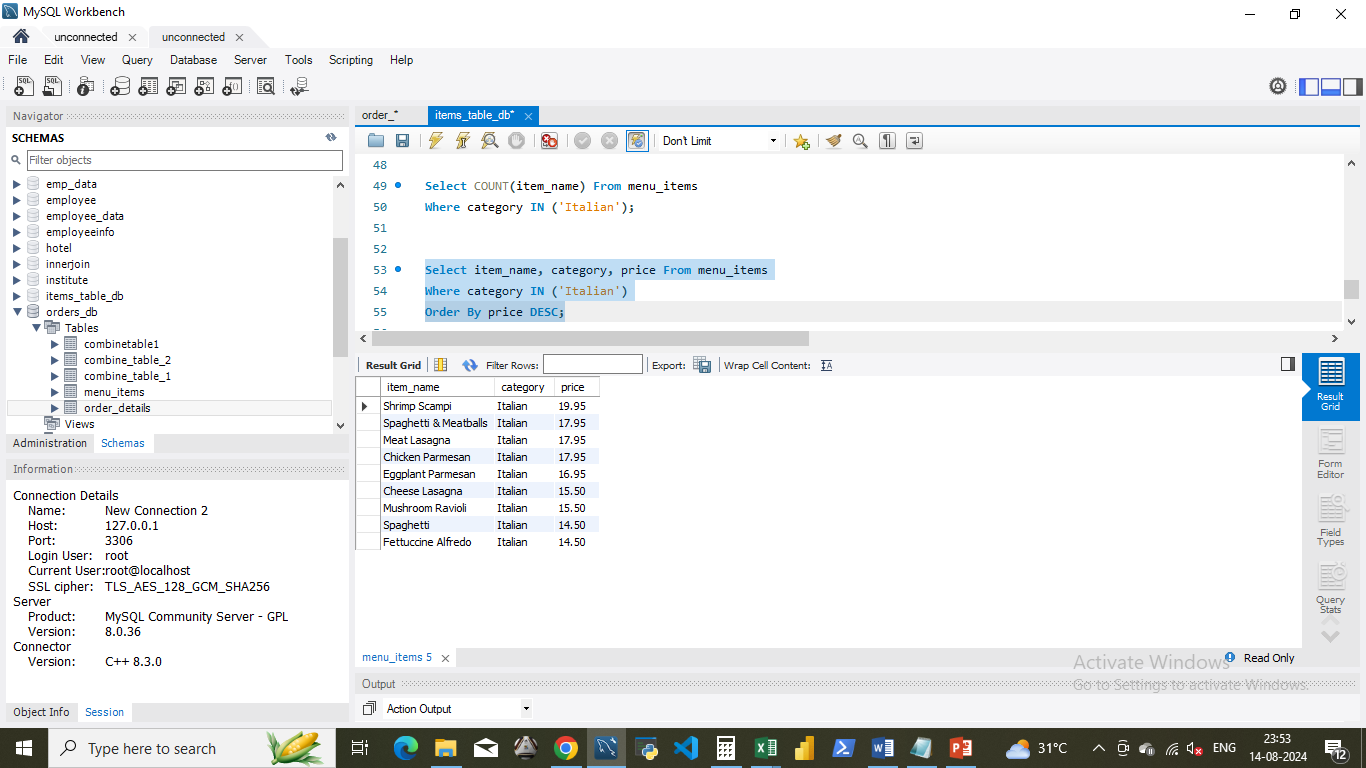 MySQL Workbench
unconnected
unconnected
File Edit View Query Database Server Tools Scripting Help
Navigator
SCHEMAS
Filter objects
emp_data
employee
employee_data
employeeinfo
hotel
innerjoin
institute
items_table_db
orders_db
Tables
combinetable1
combine_table_2
combine_table_1
menu_items
order_details
Views
Administration Schemas
Information
Connection Details
Name: New Connection 2
Host: 127.0.0.1
Port: 3306
Login User: root
Current User:root@localhost
SSL cipher: TLS_AES_128_GCM_SHA256
Server
Product: MySQL Community Server - GPL
Version: 8.0.36
Connector
Version: C++ 8.3.0
Object Info Session
order_* items_table_db*
Don't Limit
48
49 Select COUNT(item_name) From menu_items
50 Where category IN ('Italian');
51
52
53 Select item_name, category, price From menu_items
54 Where category IN ('Italian')
55 Order By price DESC;
Result Grid Filter Rows: Export: Wrap Cell Content:
item_name category price
Shrimp Scampi Italian 19.95
Spaghetti & Meatballs Italian 17.95
Meat Lasagna Italian 17.95
Chicken Parmesan Italian 17.95
Eggplant Parmesan Italian 16.95
Cheese Lasagna Italian 15.50
Mushroom Ravioli Italian 15.50
Spaghetti Italian 14.50
Fettuccine Alfredo Italian 14.50
Result
Grid
Form
Editor
Field
Types
Query
Stats
menu_items 5
Read Only
Activate Windows
Go to Settings to activate Windows.
Output
Action Output
Type here to search
31°C
ENG
23:53
14-08-2024
12